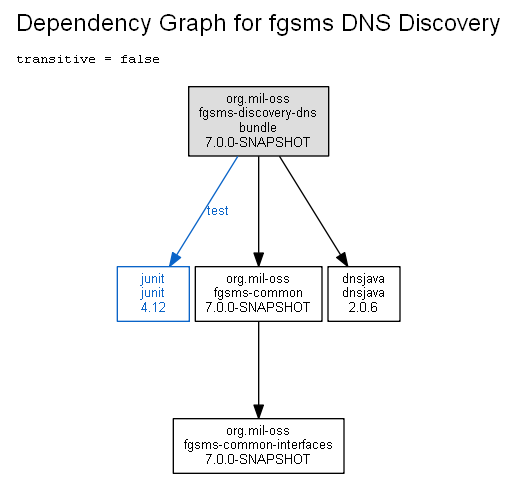 Dependency Graph for fgsms DNS Discovery
transitive = false
org.mil-oss
fgsms-discovery-dns
bundle
7.0.0-SNAPSHOT
test
junit
junit
4.12
org.mil-oss
fgsms-common
7.0.0-SNAPSHOT
dnsjava
dnsjava
2.0.6
org.mil-oss
fgsms-common-interfaces
7.0.0-SNAPSHOT